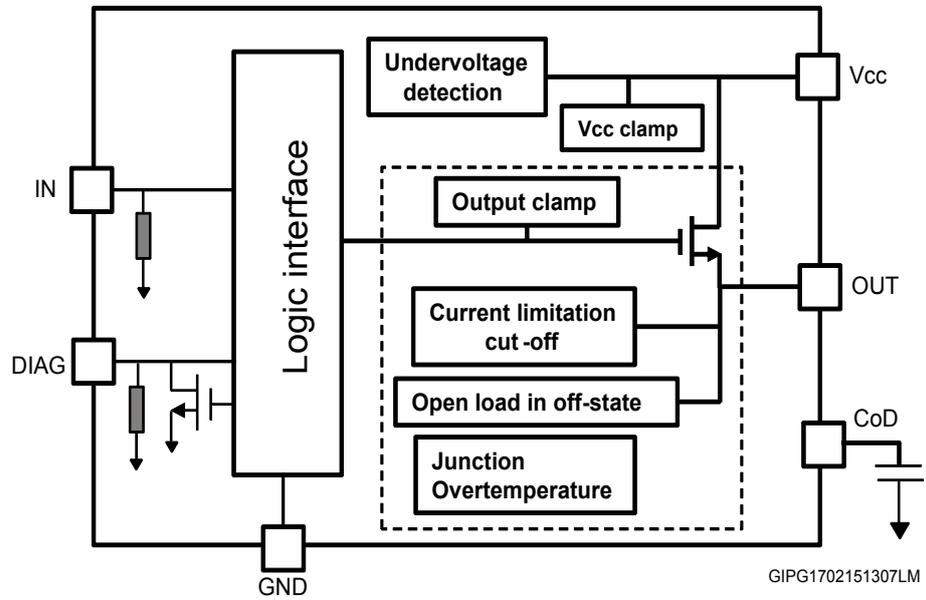 Undervoltage
detection
Vcc
Vcc clamp
IN
Output clamp
Logic interface
OUT
Current limitation
cut -off
DIAG
Open load in off-state
CoD
Junction
Overtemperature
GND
GIPG1702151307LM